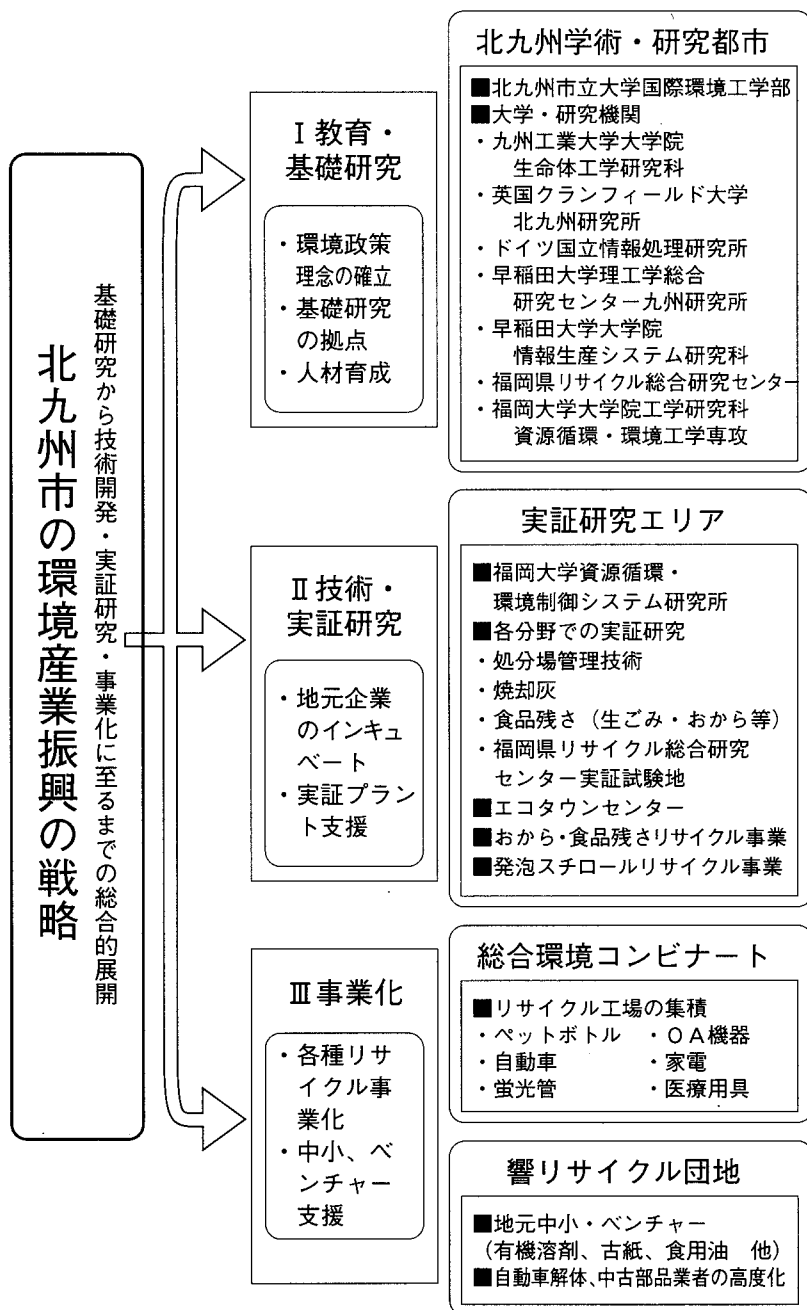 北九州市の環境産業振興の戦略
基礎研究から技術開発・実証研究・事業化に至るまでの総合的展開
Ⅰ教育・
基礎研究
・環境政策
理念の確立
・基礎研究
の拠点
・人材育成
北九州学術・研究都市
■北九州市立大学国際環境工学部
■大学・研究機関
・九州工業大学大学院
生命体工学研究科
・英国クランフィールド大学
北九州研究所
・ドイツ国立情報処理研究所
・早稲田大学理工学総合
研究センター九州研究所
・早稲田大学大学院
情報生産システム研究科
・福岡県リサイクル総合研究センター
・福岡大学大学院工学研究科
資源循環・環境工学専攻
Ⅱ技術・
実証研究
・地元企業
のインキュ
ベート
・実証プラン
ト支援
実証研究エリア
■福岡大学資源循環・
環境制御システム研究所
■各分野での実証研究
・処分場管理技術
・焼却灰
・食品残さ（生ごみ・おから等）
・福岡県リサイクル総合研究
センター実証試験地
■エコタウンセンター
■おから・食品残さリサイクル事業
■発泡スチロールリサイクル事業
Ⅲ事業化
・各種リサ
イクル事
業化
・中小、ベ
ンチャー
支援
総合環境コンビナート
■リサイクル工場の集積
・ペットボトル ・ＯＡ機器
・自動車 ・家電
・蛍光管 ・医療用具
響リサイクル団地
■地元中小・ベンチャー
（有機溶剤、古紙、食用油　他）
■自動車解体、中古部品業者の高度化